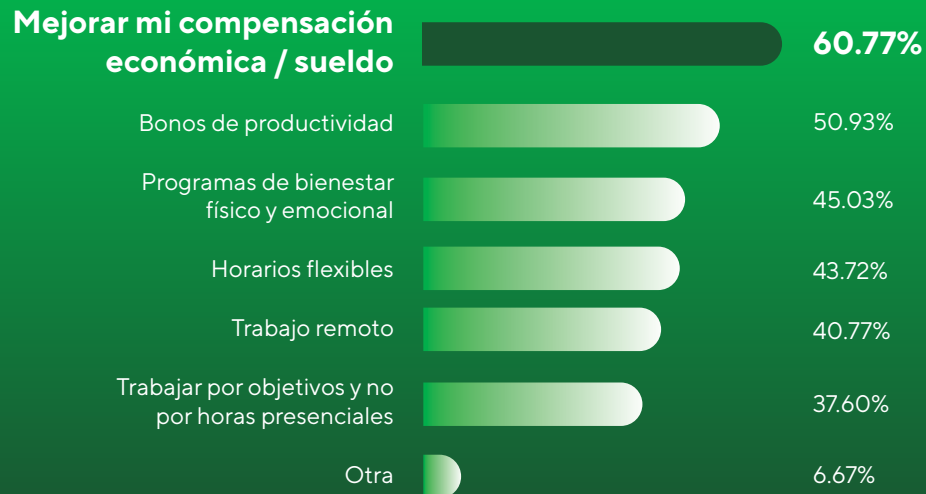 Mejorar mi compensación
económica / sueldo
60.77%
Bonos de productividad
50.93%
Programas de bienestar
físico y emocional
45.03%
Horarios flexibles
43.72%
Trabajo remoto
40.77%
Trabajar por objetivos y no
por horas presenciales
37.60%
Otra
6.67%